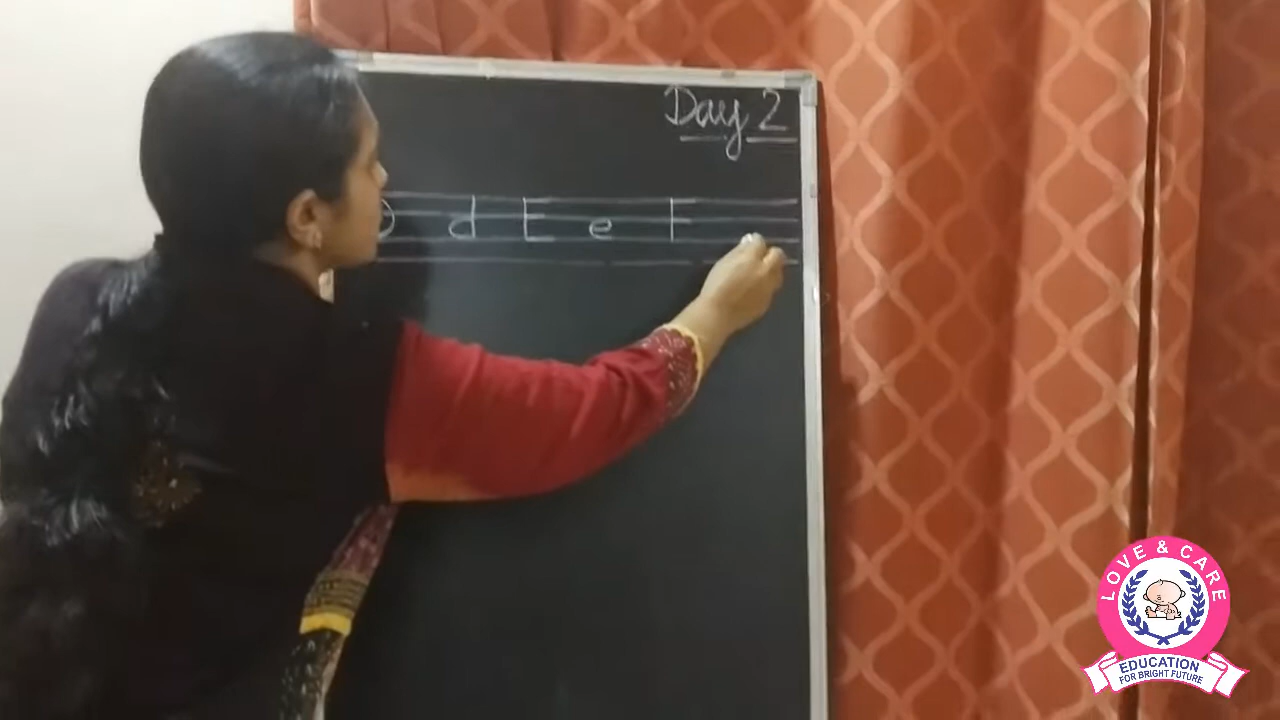 Day 2
D d E e F
LOVE & CARE
EDUCATION
FOR BRIGHT FUTURE